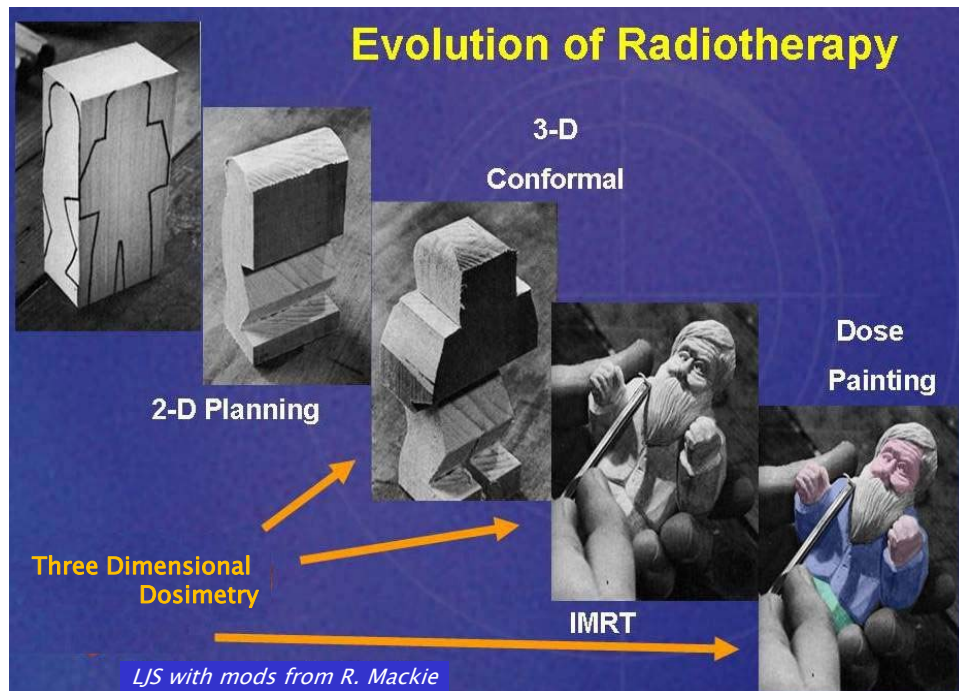 Evolution of Radiotherapy
3-D
Conformal
Dose
Painting
2-D Planning
Three Dimensional
Dosimetry
IMRT
LJS with mods from R. Mackie